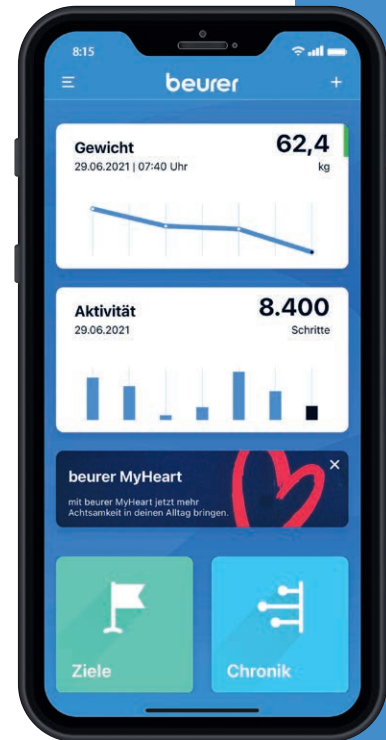 8:15
beurer
Gewicht
62,4
29.06.2021 | 07:40 Uhr
kg
Aktivität
8.400
29.06.2021
Schritte
beurer MyHeart
mit beurer MyHeart jetzt mehr
Achtsamkeit in deinen Alltag bringen.
Ziele
Chronik